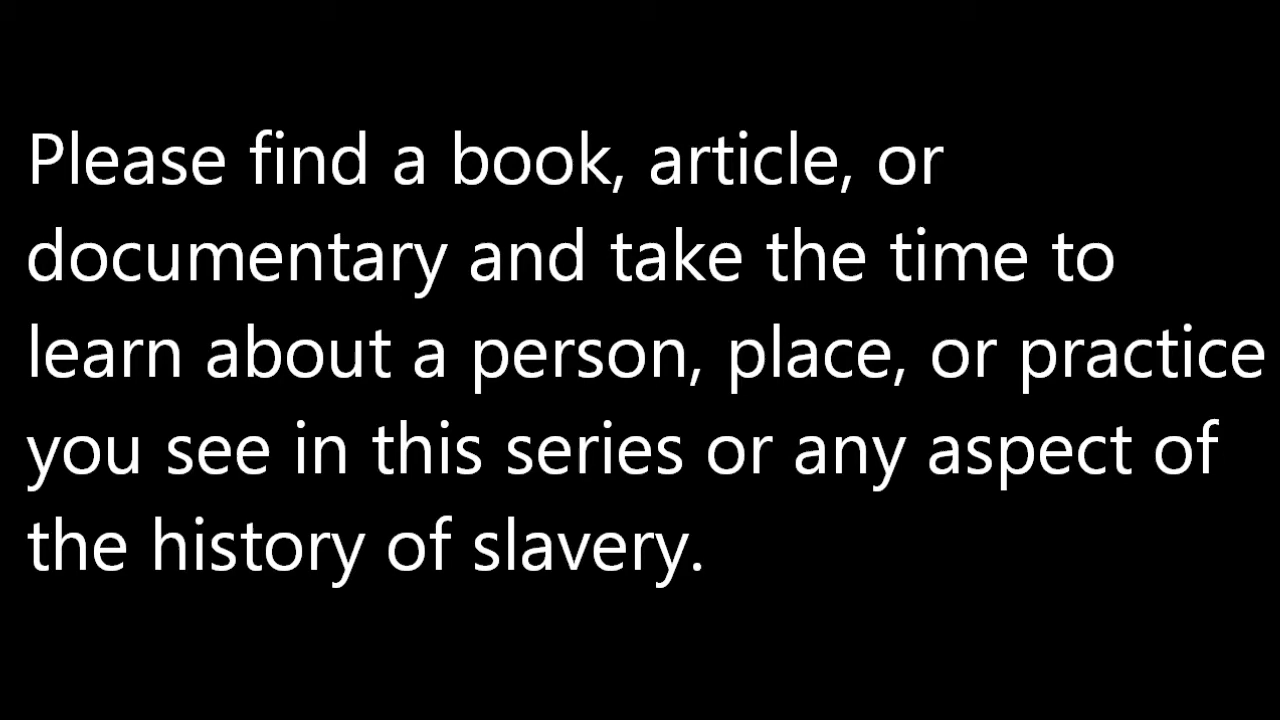 Please find a book, article, or
documentary and take the time to
learn about a person, place, or practice
you see in this series or any aspect of
the history of slavery.